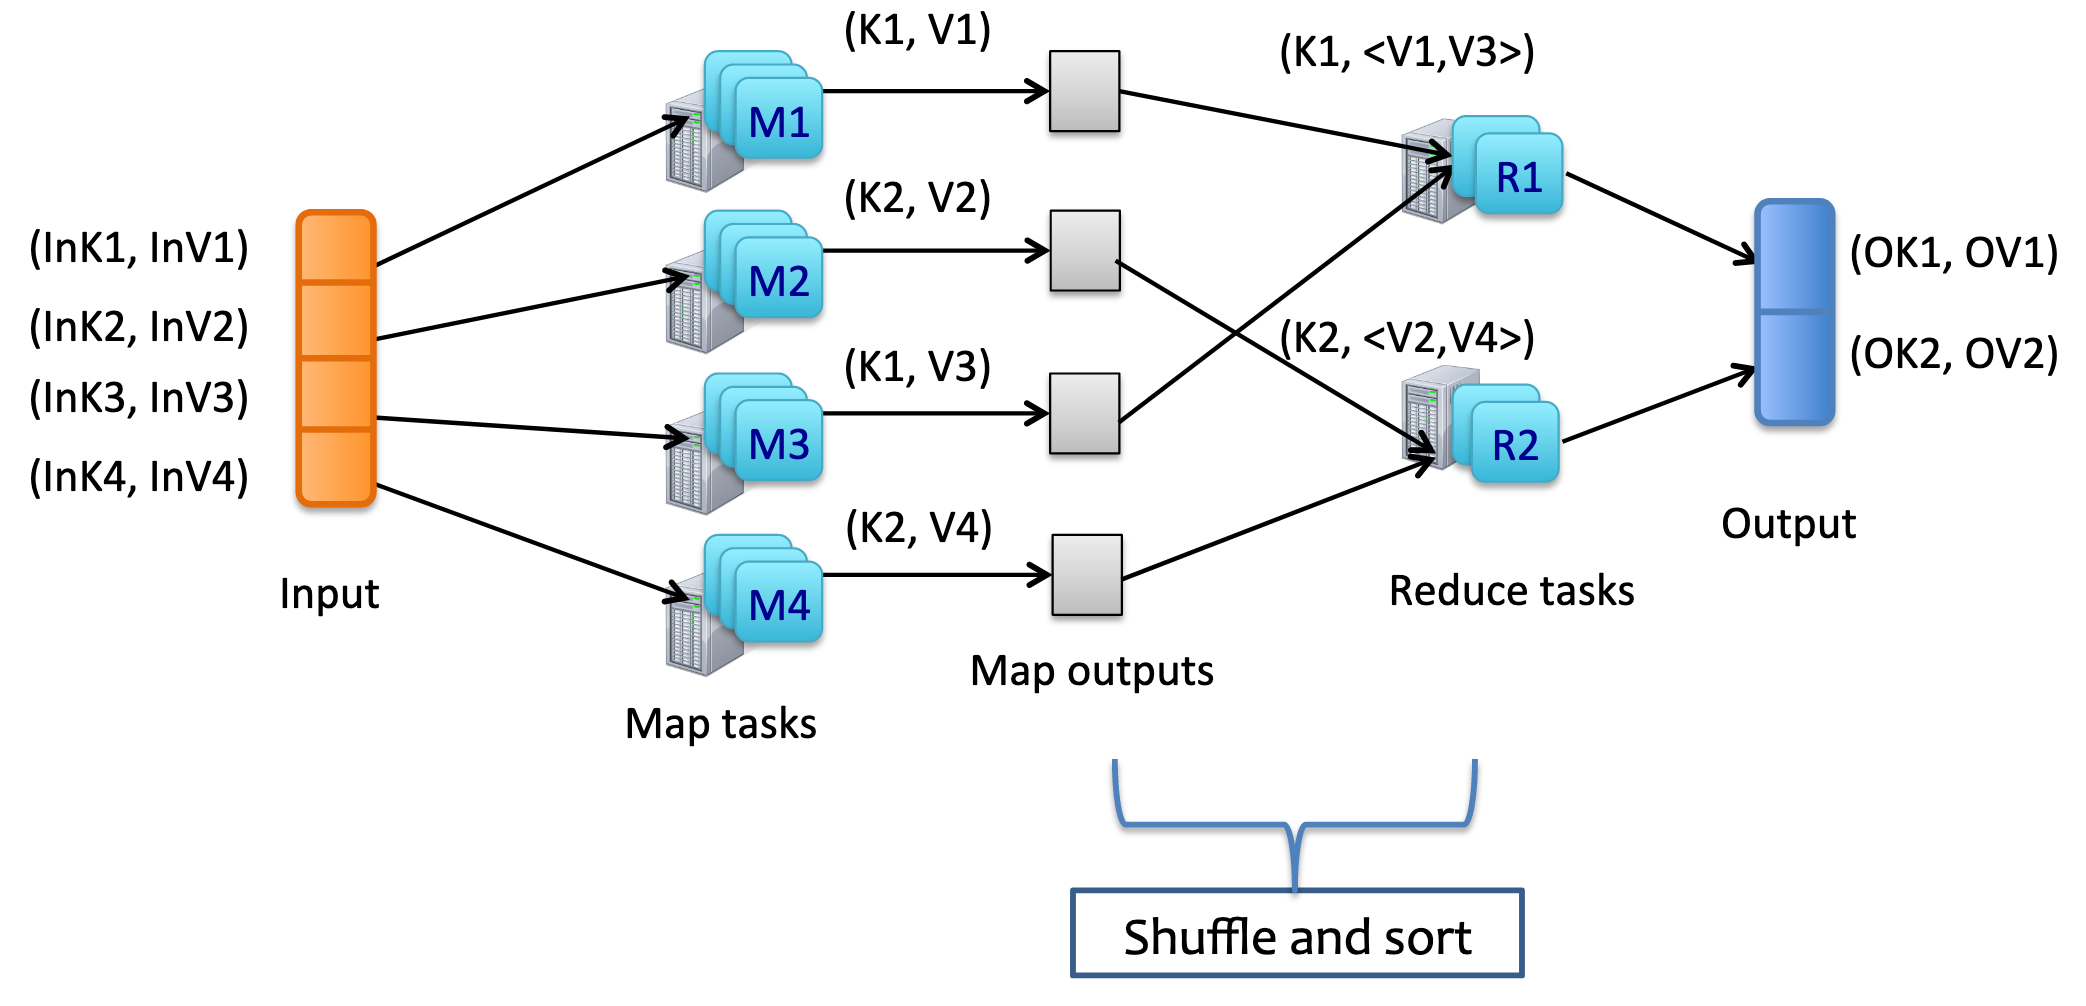 (InK1, InV1)
(InK2, InV2)
(InK3, InV3)
(InK4, InV4)
Input
M1
M2
M3
M4
Map tasks
(K1, V1)
(K2, V2)
(K1, V3)
(K2, V4)
Map outputs
(K1, <V1,V3>)
R1
(K2, <V2,V4>)
R2
Reduce tasks
(OK1, OV1)
(OK2, OV2)
Output
Shuffle and sort